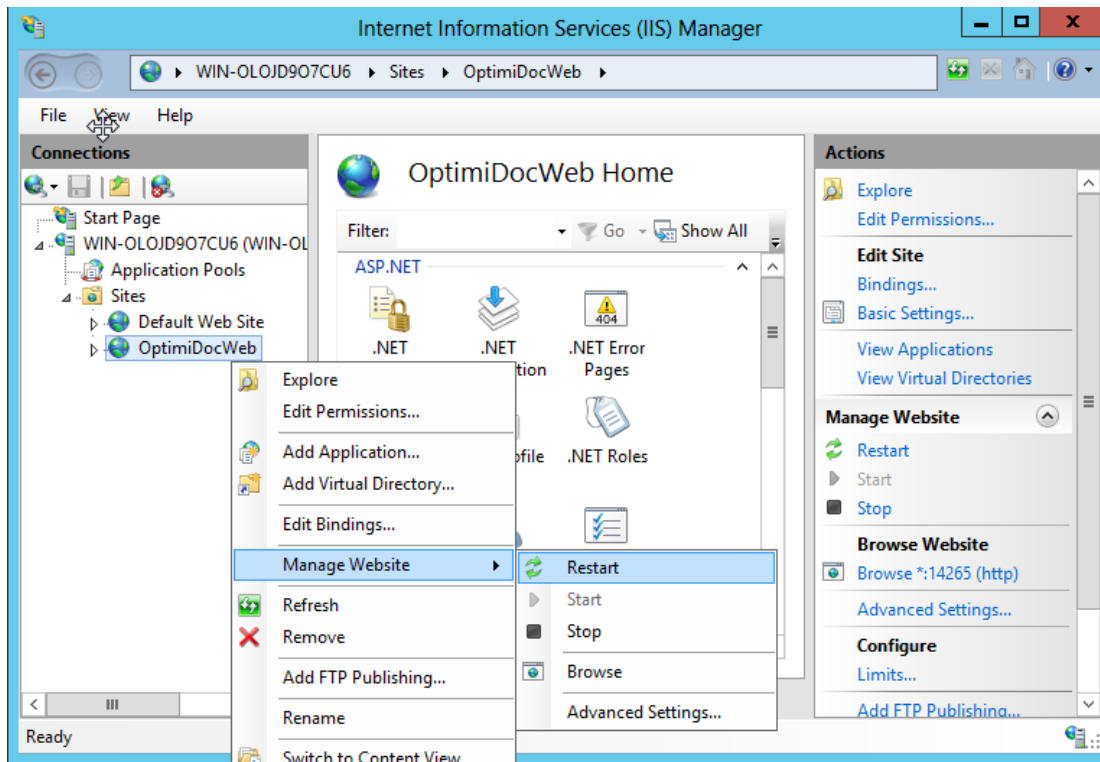 Internet Information Services (IIS) Manager
WIN-OLOJD9O7CU6 Sites OptimiDocWeb
File View Help
Connections
Start Page
WIN-OLOJD9O7CU6 (WIN-OL
Application Pools
Sites
Default Web Site
OptimiDocWeb
OptimiDocWeb Home
Filter: Go Show All
ASP.NET
404
.NET
.NET
tion
.NET Error
Pages
ofile
.NET Roles
Explore
Edit Permissions...
Add Application...
Add Virtual Directory...
Edit Bindings...
Manage Website
Refresh
Remove
Add FTP Publishing...
Rename
Switch to Content View
Restart
Start
Stop
Browse
Advanced Settings...
Actions
Explore
Edit Permissions...
Edit Site
Bindings...
Basic Settings...
View Applications
View Virtual Directories
Manage Website
Restart
Start
Stop
Browse Website
Browse *:14265 (http)
Advanced Settings...
Configure
Limits...
Add FTP Publishing...
Ready